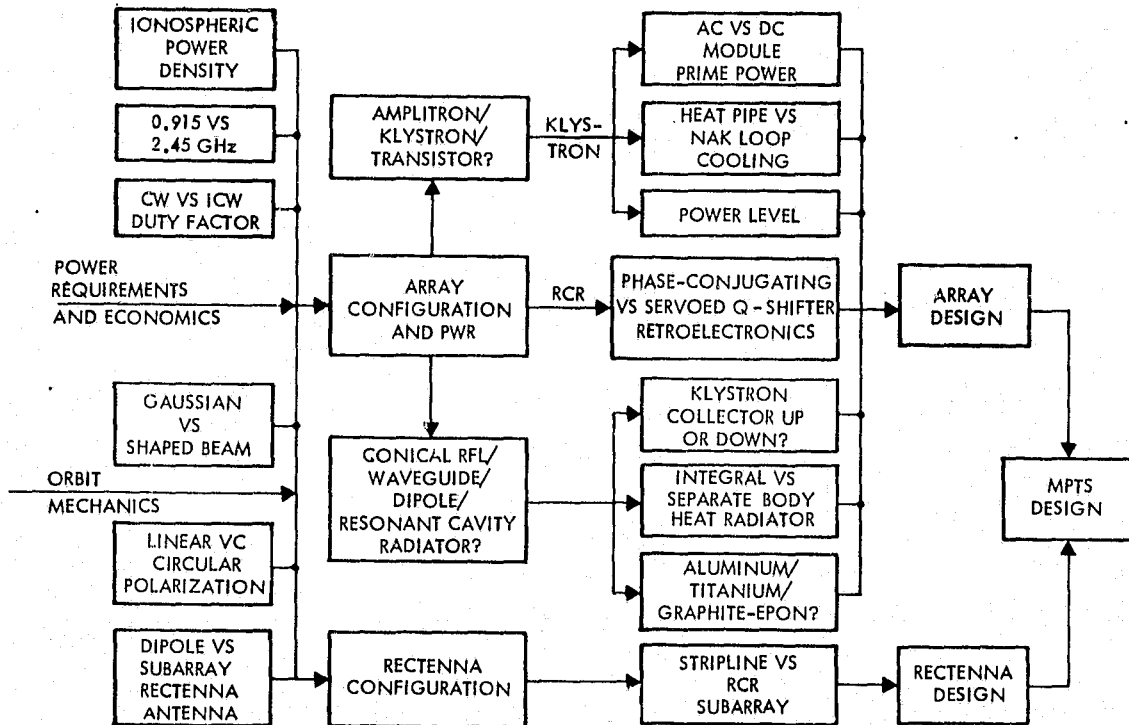 IONOSPHERIC
POWER
DENSITY
0.915 VS
2.45 GHz
CW VS ICW
DUTY FACTOR
POWER
REQUIREMENTS
AND ECONOMICS
GAUSSIAN
VS
SHAPED BEAM
ORBIT
MECHANICS
LINEAR VC
CIRCULAR
POLARIZATION
DIPOLE VS
SUBARRAY
RECTENNA
ANTENNA
AMPLITRON/
KLYSTRON/
TRANSISTOR?
KLYS-
TRON
ARRAY
CONFIGURATION
AND PWR
RCR
CONICAL RFL/
WAVEGUIDE/
DIPOLE/
RESONANT CAVITY
RADIATOR?
RECTENNA
CONFIGURATION
AC VS DC
MODULE
PRIME POWER
HEAT PIPE VS
NAK LOOP
COOLING
POWER LEVEL
PHASE-CONJUGATING
VS SERVOED Q-SHIFTER
RETROELECTRONICS
KLYSTRON
COLLECTOR UP
OR DOWN?
INTEGRAL VS
SEPARATE BODY
HEAT RADIATOR
ALUMINUM/
TITANIUM/
GRAPHITE-EPON?
STRIPLINE VS
RCR
SUBARRAY
ARRAY
DESIGN
MPTS
DESIGN
RECTENNA
DESIGN